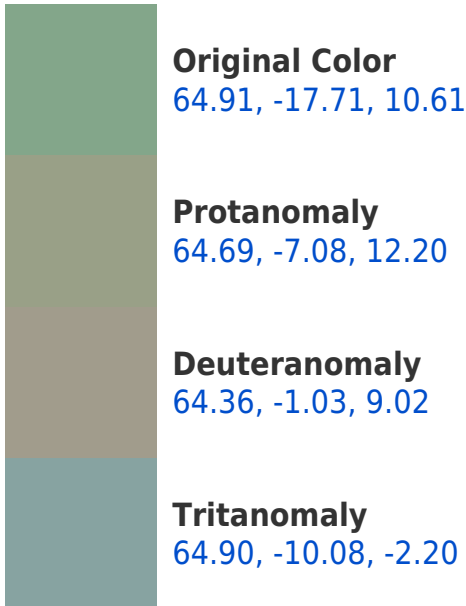 Original Color
64.91, -17.71, 10.61
Protanomaly
64.69, -7.08, 12.20
Deuteranomaly
64.36, -1.03, 9.02
Tritanomaly
64.90, -10.08, -2.20